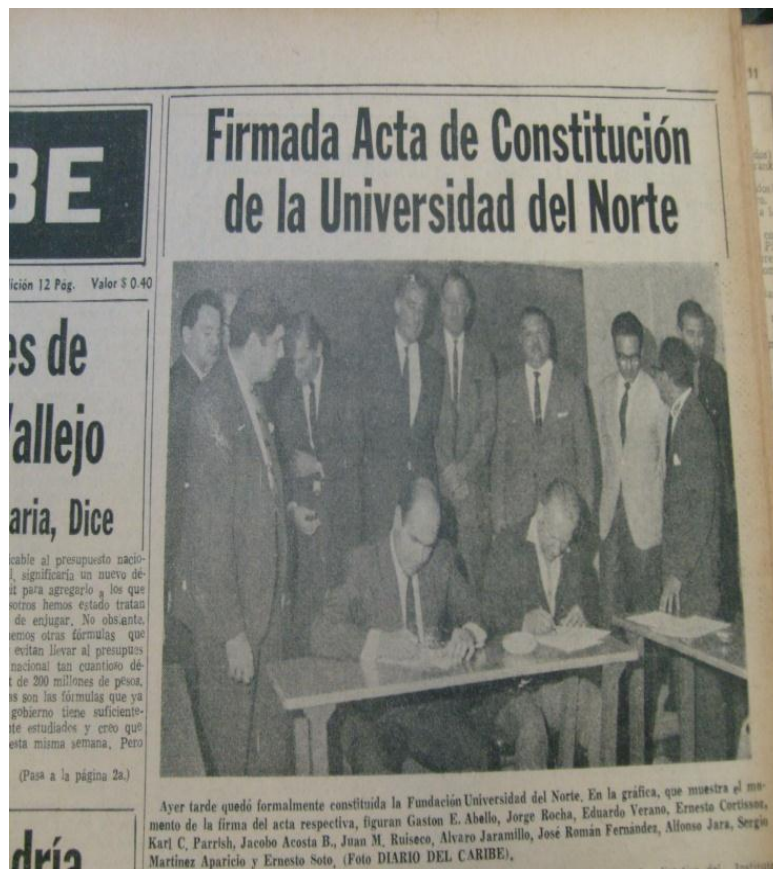 BE
ición 12 Pág. Valor $ 0.40
es de
allejo
aria, Dice
icable al presupuesto nacio-
l, significaría un nuevo dé-
it para agregarlo a los que
sotros hemos estado tratan
de enjugar. No obstante,
emos otras fórmulas que
evitan llevar al presupues
nacional tan cuantioso dé-
t de 200 millones de pesos,
as son las fórmulas que ya
gobierno tiene suficiente-
te estudiados y creo que
esta misma semana. Pero
(Pasa a la página 2a.)
dría
Firmada Acta de Constitución
de la Universidad del Norte
Ayer tarde quedó formalmente constituida la Fundación Universidad del Norte. En la gráfica, que muestra el mo-
mento de la firma del acta respectiva, figuran Gaston E. Abello, Jorge Rocha, Eduardo Verano, Ernesto Cortissoz,
Karl C. Parrish, Jacobo Acosta B., Juan M. Ruiseco, Alvaro Jaramillo, José Román Fernández, Alfonso Jara, Sergio
Martínez Aparicio y Ernesto Soto. (Foto DIARIO DEL CARIBE).